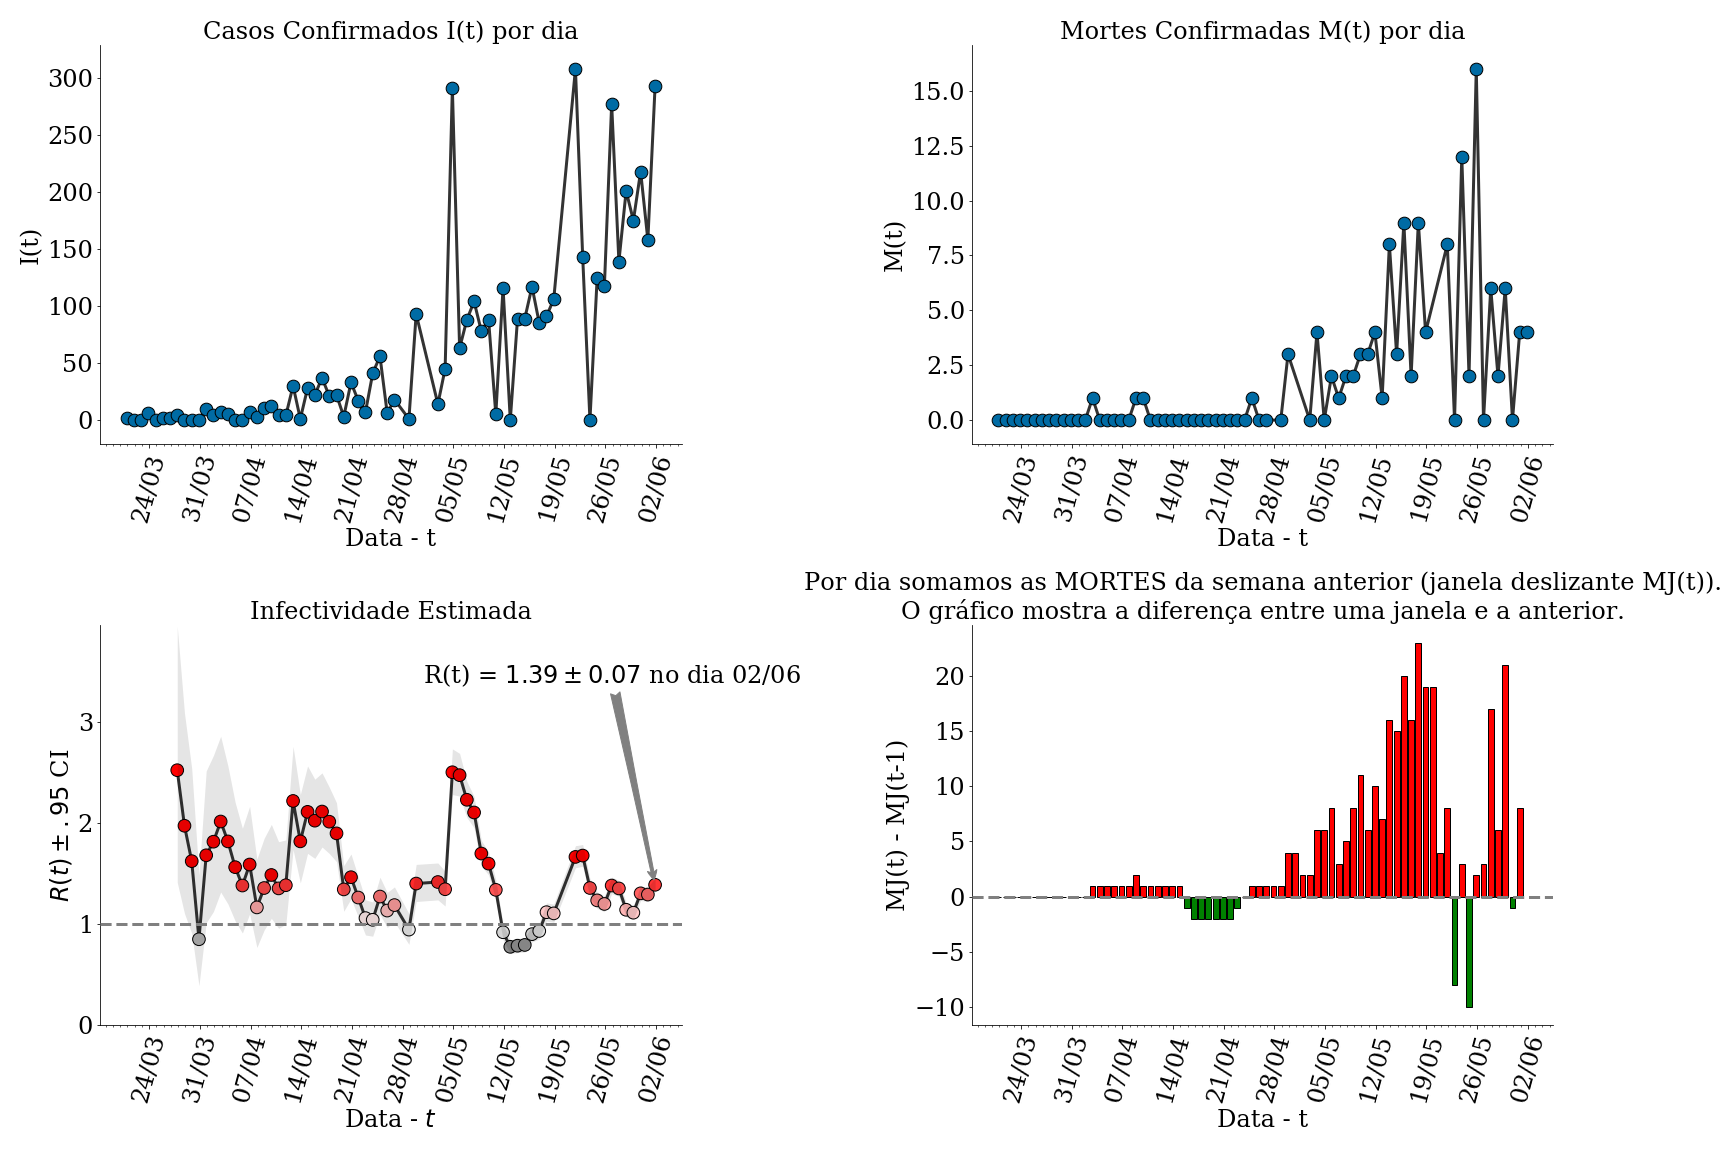 Casos Confirmados I(t) por dia
I(t)
300
250
200
150
100
50
0
24/03 31/03 07/04 14/04 21/04 28/04 05/05 12/05 19/05 26/05 02/06
Data - t
Mortes Confirmadas M(t) por dia
M(t)
15.0
12.5
10.0
7.5
5.0
2.5
0.0
24/03 31/03 07/04 14/04 21/04 28/04 05/05 12/05 19/05 26/05 02/06
Data - t
Infectividade Estimada
R(t) = 1.39 ± 0.07 no dia 02/06
R(t) ± .95 CI
3
2
1
0
24/03 31/03 07/04 14/04 21/04 28/04 05/05 12/05 19/05 26/05 02/06
Data - t
Por dia somamos as MORTES da semana anterior (janela deslizante MJ(t)).
O gráfico mostra a diferença entre uma janela e a anterior.
MJ(t) - MJ(t-1)
20
15
10
5
0
−5
−10
24/03 31/03 07/04 14/04 21/04 28/04 05/05 12/05 19/05 26/05 02/06
Data - t